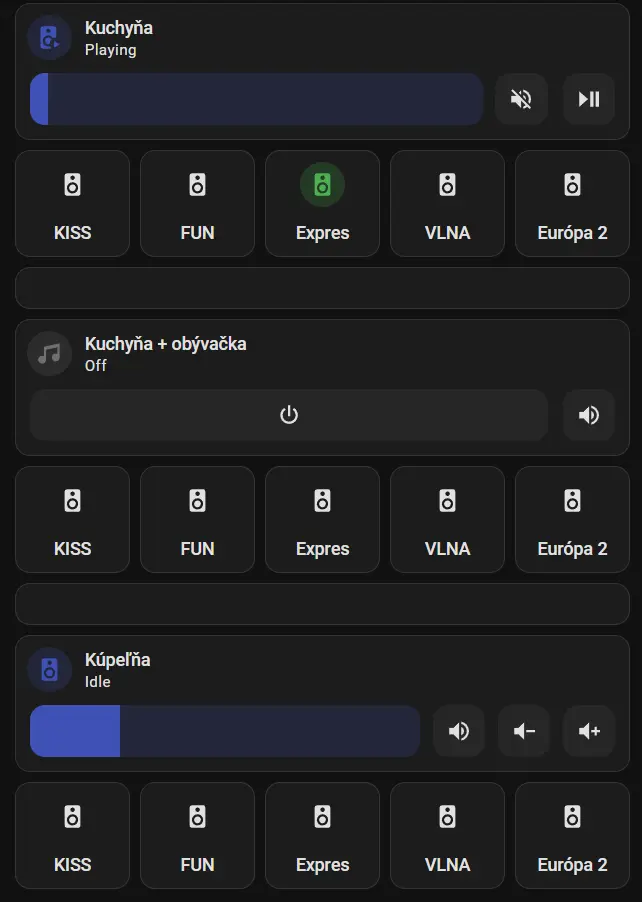 Kuchyňa
Playing
KISS
FUN
Expres
VLNA
Európa 2
Kuchyňa + obývačka
Off
KISS
FUN
Expres
VLNA
Európa 2
Kúpeľňa
Idle
KISS
FUN
Expres
VLNA
Európa 2